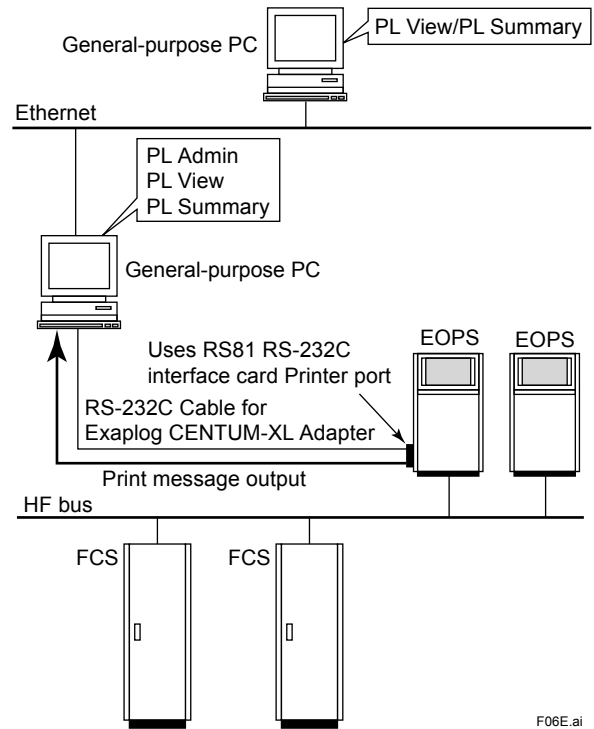 PL View/PL Summary
General-purpose PC
Ethernet
PL Admin
PL View
PL Summary
General-purpose PC
EOPS
EOPS
Uses RS81 RS-232C
interface card Printer port
RS-232C Cable for
Exaplog CENTUM-XL Adapter
Print message output
HF bus
FCS
FCS
F06E.ai